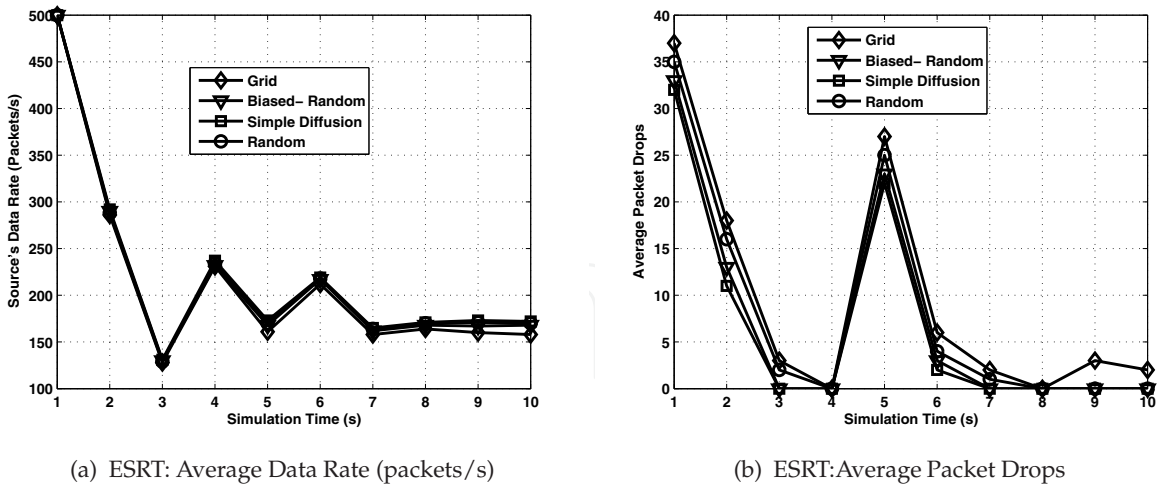 500
450
400
350
300
250
200
150
100
Source's Data Rate (Packets/s)
Grid
Biased− Random
Simple Diffusion
Random
1 2 3 4 5 6 7 8 9 10
Simulation Time (s)
(a) ESRT: Average Data Rate (packets/s)
40
35
30
25
20
15
10
5
0
Average Packet Drops
Grid
Biased− Random
Simple Diffusion
Random
1 2 3 4 5 6 7 8 9 10
Simulation Time (s)
(b) ESRT:Average Packet Drops